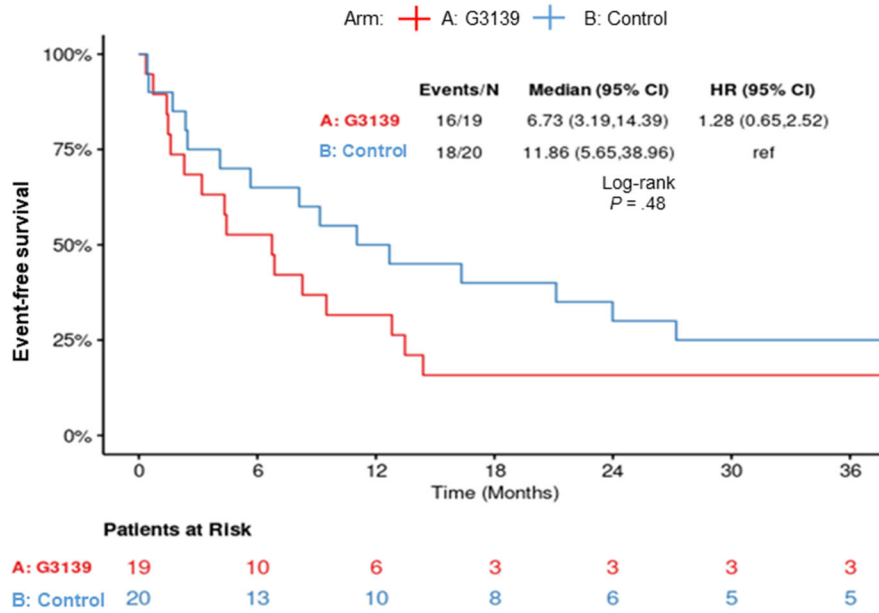 Arm: A: G3139 B: Control
Events/N Median (95% CI) HR (95% CI)
A: G3139 16/19 6.73 (3.19,14.39) 1.28 (0.65,2.52)
B: Control 18/20 11.86 (5.65,38.96) ref
Log-rank
P = .48
Event-free survival
100%
75%
50%
25%
0%
0 6 12 18 24 30 36
Time (Months)
Patients at Risk
A: G3139 19 10 6 3 3 3 3
B: Control 20 13 10 8 6 5 5